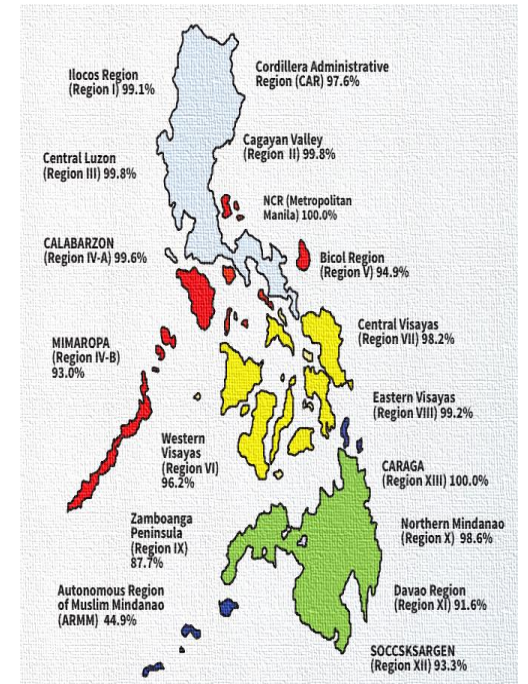 Cordillera Administrative
Region (CAR) 97.6%
Ilocos Region
(Region I) 99.1%
Cagayan Valley
(Region II) 99.8%
Central Luzon
(Region III) 99.8%
NCR (Metropolitan
Manila) 100.0%
CALABARZON
(Region IV-A) 99.6%
Bicol Region
(Region V) 94.9%
Central Visayas
(Region VII) 98.2%
MIMAROPA
(Region IV-B)
93.0%
Eastern Visayas
(Region VIII) 99.2%
Western
Visayas
(Region VI)
96.2%
CARAGA
(Region XIII) 100.0%
Zamboanga
Peninsula
(Region IX)
87.7%
Northern Mindanao
(Region X) 98.6%
Autonomous Region
of Muslim Mindanao
(ARMM) 44.9%
Davao Region
(Region XI) 91.6%
SOCCSKSARGEN
(Region XII) 93.3%